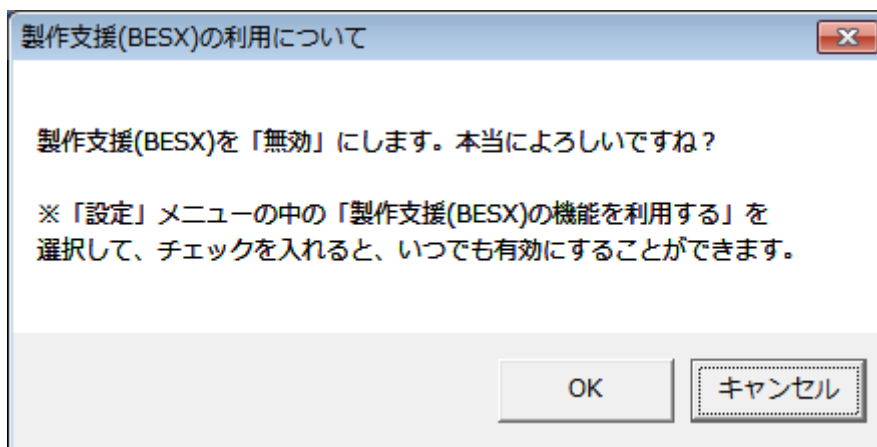 製作支援(BESX)の利用について
製作支援(BESX)を「無効」にします。本当によろしいですね？
※「設定」メニューの中の「製作支援(BESX)の機能を利用する」を
選択して、チェックを入れると、いつでも有効にすることができます。
OK
キャンセル